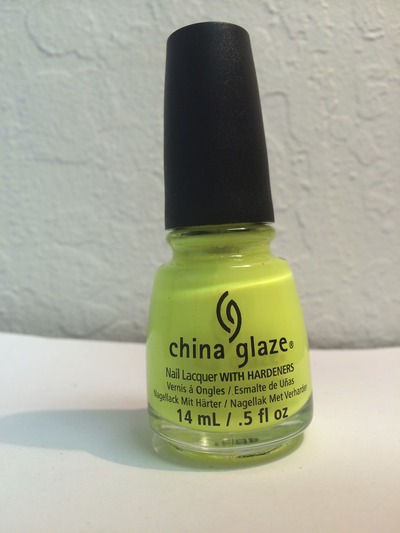 china glaze®
Nail Lacquer WITH HARDENERS
Vernis à Ongles / Esmalte de Uñas
Nagellack Mit Härter / Nagellak Met Verharder
14 mL / .5 fl oz